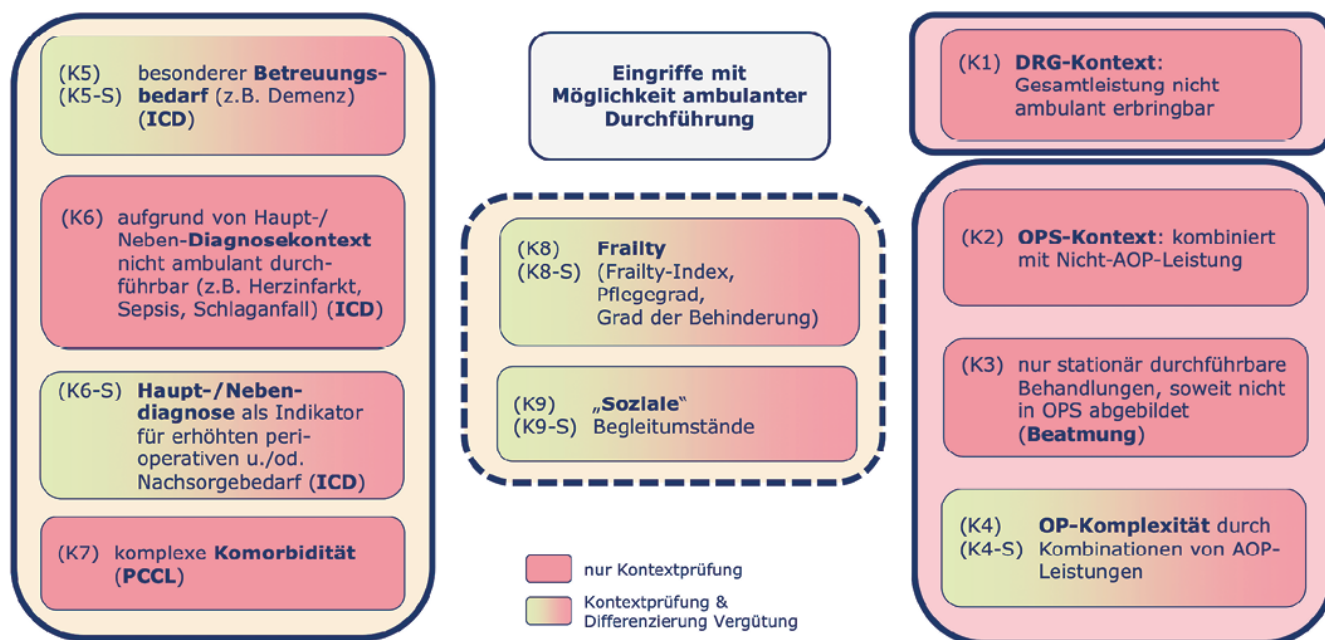 (K5) besonderer Betreuungs-
(K5-S) bedarf (z.B. Demenz)
(ICD)
(K6) aufgrund von Haupt-/
Neben-Diagnosekontext
nicht ambulant durch-
führbar (z.B. Herzinfarkt,
Sepsis, Schlaganfall) (ICD)
(K6-S) Haupt-/Neben-
diagnose als Indikator
für erhöhten peri-
operativen u./od.
Nachsorgebedarf (ICD)
(K7) komplexe Komorbidität
(PCCL)
Eingriffe mit
Möglichkeit ambulanter
Durchführung
(K8) Frailty
(K8-S) (Frailty-Index,
Pflegegrad,
Grad der Behinderung)
(K9) „Soziale“
(K9-S) Begleitumstände
nur Kontextprüfung
Kontextprüfung &
Differenzierung Vergütung
(K1) DRG-Kontext:
Gesamtleistung nicht
ambulant erbringbar
(K2) OPS-Kontext: kombiniert
mit Nicht-AOP-Leistung
(K3) nur stationär durchführbare
Behandlungen, soweit nicht
in OPS abgebildet
(Beatmung)
(K4) OP-Komplexität durch
(K4-S) Kombinationen von AOP-
Leistungen